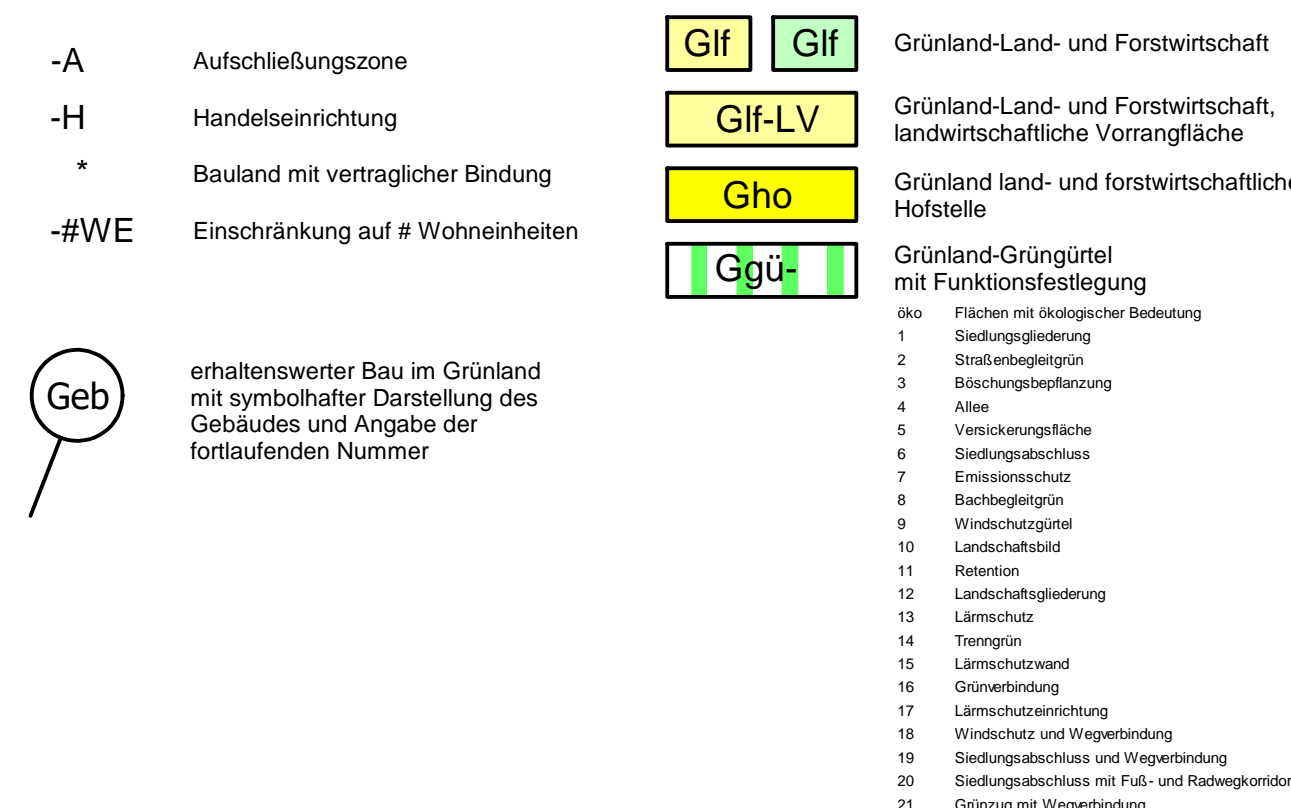 -A Aufschließungszone
-H Handelseinrichtung
* Bauland mit vertraglicher Bindung
-#WE Einschränkung auf # Wohneinheiten
Geb
erhaltenswerter Bau im Grünland
mit symbolhafter Darstellung des
Gebäudes und Angabe der
fortlaufenden Nummer
Glf Glf Grünland-Land- und Forstwirtschaft
Glf-LV Grünland-Land- und Forstwirtschaft,
landwirtschaftliche Vorrangfläche
Gho Grünland land- und forstwirtschaftliche
Hofstelle
Ggü- Grünland-Grüngürtel
mit Funktionsfestlegung
öko Flächen mit ökologischer Bedeutung
1 Siedlungsgliederung
2 Straßenbegleitgrün
3 Böschungsbepflanzung
4 Allee
5 Versickerungsfläche
6 Siedlungsabschluss
7 Emissionsschutz
8 Bachbegleitgrün
9 Windschutzgürtel
10 Landschaftsbild
11 Retention
12 Landschaftsgliederung
13 Lärmschutz
14 Trenngrün
15 Lärmschutzwand
16 Grünverbindung
17 Lärmschutzeinrichtung
18 Windschutz und Wegverbindung
19 Siedlungsabschluss und Wegverbindung
20 Siedlungsabschluss mit Fuß- und Radwegkorridor
21 Grünzug mit Wegverbindung